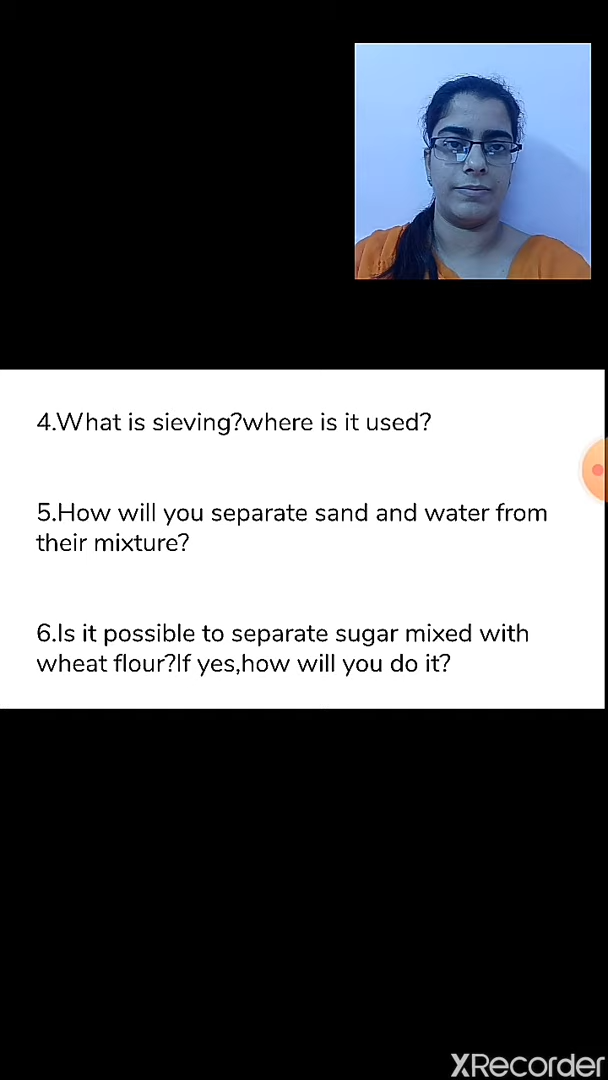 4.What is sieving?where is it used?
5.How will you separate sand and water from
their mixture?
6.Is it possible to separate sugar mixed with
wheat flour?If yes,how will you do it?
XRecorder